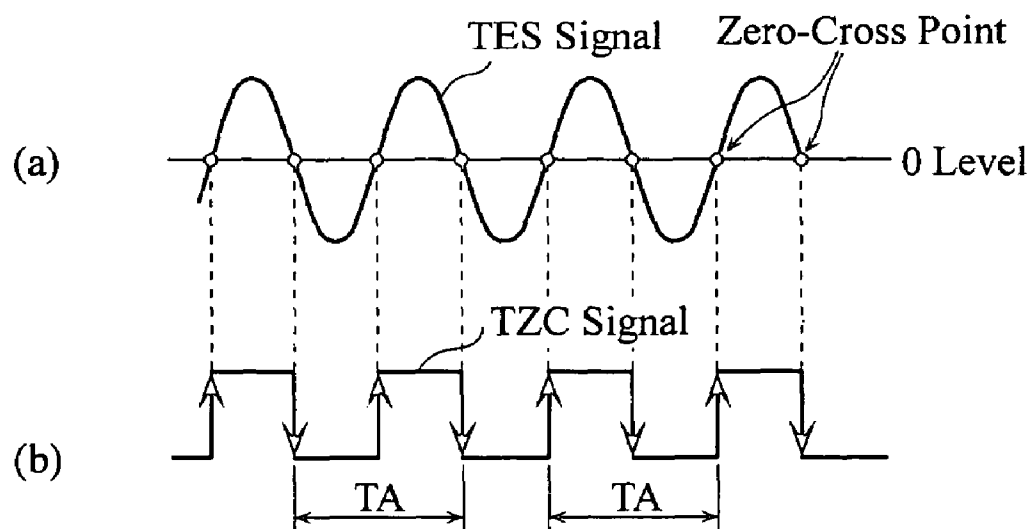 TES Signal
Zero-Cross Point
(a)
0 Level
TZC Signal
(b)
TA
TA